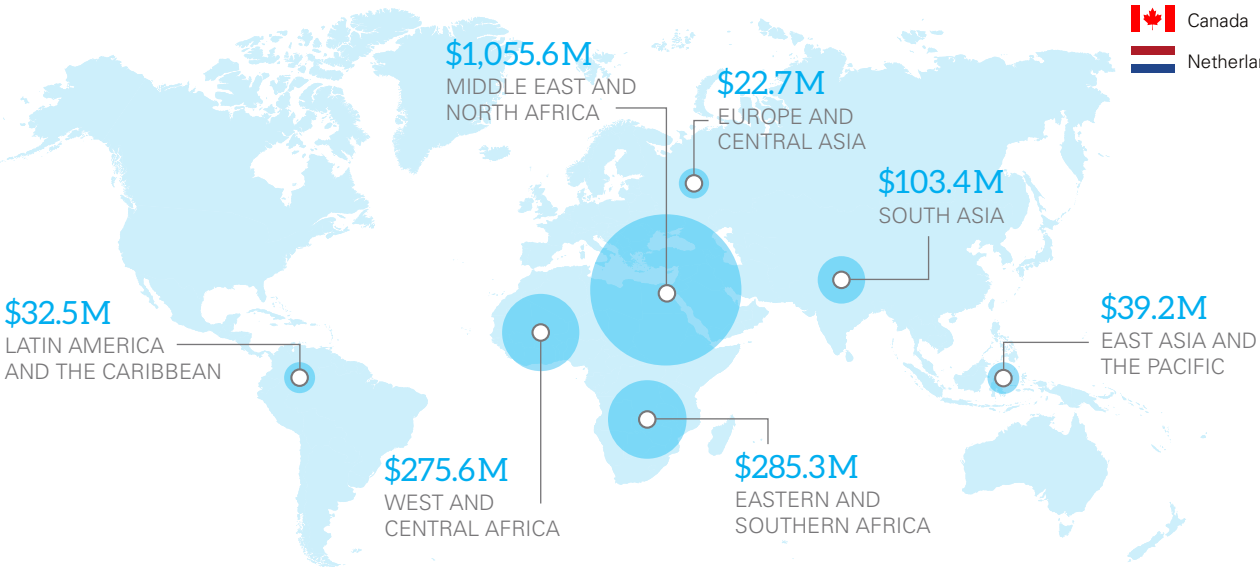 Canada
$1,055.6M
MIDDLE EAST AND
NORTH AFRICA
$22.7M
EUROPE AND
CENTRAL ASIA
$103.4M
SOUTH ASIA
$32.5M
LATIN AMERICA
AND THE CARIBBEAN
$39.2M
EAST ASIA AND
THE PACIFIC
$275.6M
WEST AND
CENTRAL AFRICA
$285.3M
EASTERN AND
SOUTHERN AFRICA